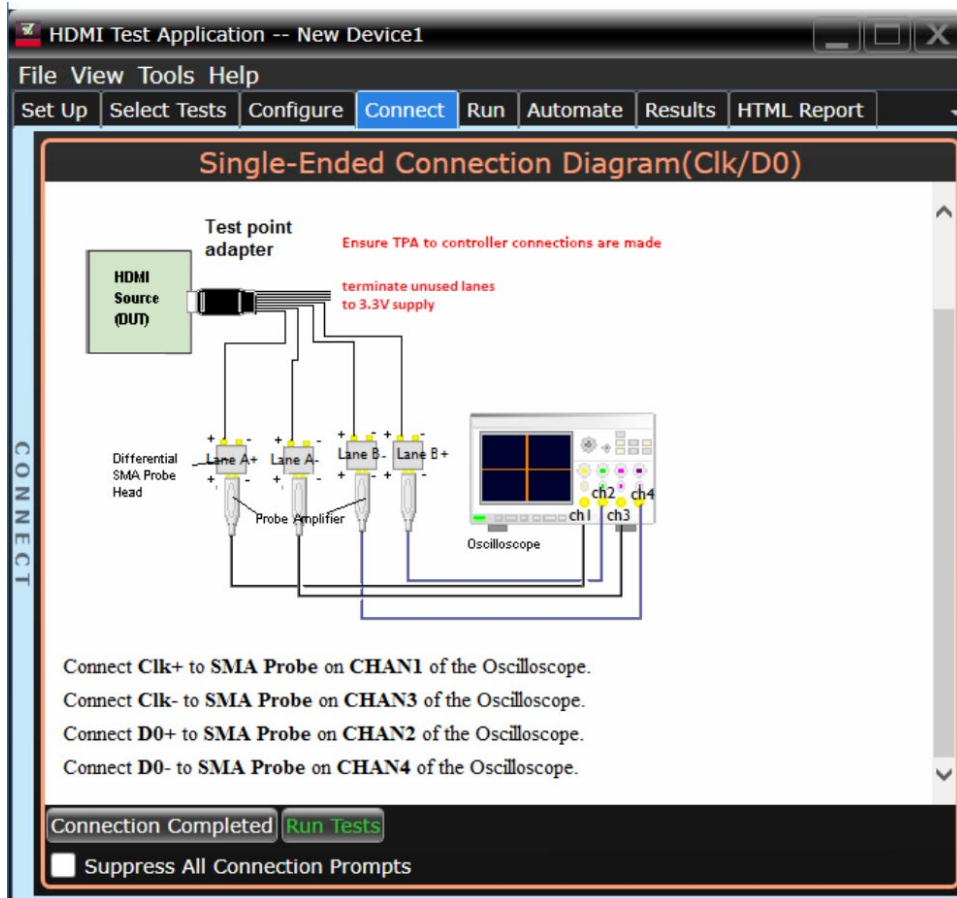 HDMI Test Application -- New Device1
File View Tools Help
Set Up Select Tests Configure Connect Run Automate Results HTML Report
CONNECT
Single-Ended Connection Diagram(Clk/D0)
Test point
adapter
Ensure TPA to controller connections are made
HDMI
Source
(DUT)
terminate unused lanes
to 3.3V supply
+ - + - + - + -
Differential
SMA Probe
Head
Lane A+ Lane A- Lane B- Lane B+
+ - + - + - + -
Probe Amplifier
ch2 ch4
ch1 ch3
Oscilloscope
Connect Clk+ to SMA Probe on CHAN1 of the Oscilloscope.
Connect Clk- to SMA Probe on CHAN3 of the Oscilloscope.
Connect D0+ to SMA Probe on CHAN2 of the Oscilloscope.
Connect D0- to SMA Probe on CHAN4 of the Oscilloscope.
Connection Completed Run Tests
Suppress All Connection Prompts